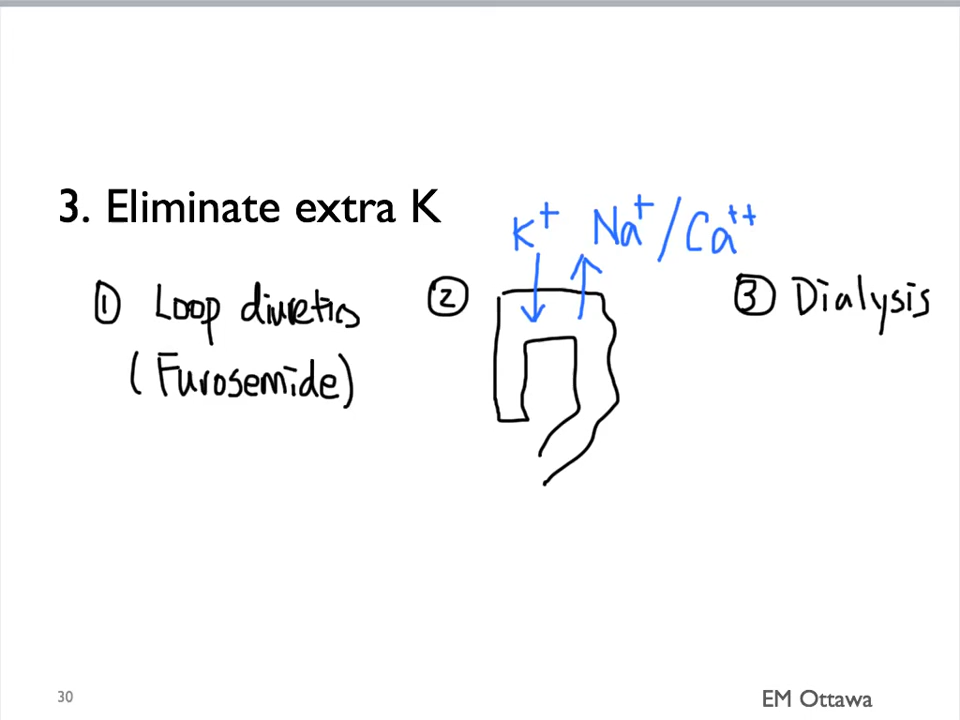 3. Eliminate extra K
① Loop diuretics
(Furosemide)
②
K+ Na+/Ca++
③ Dialysis
30
EM Ottawa